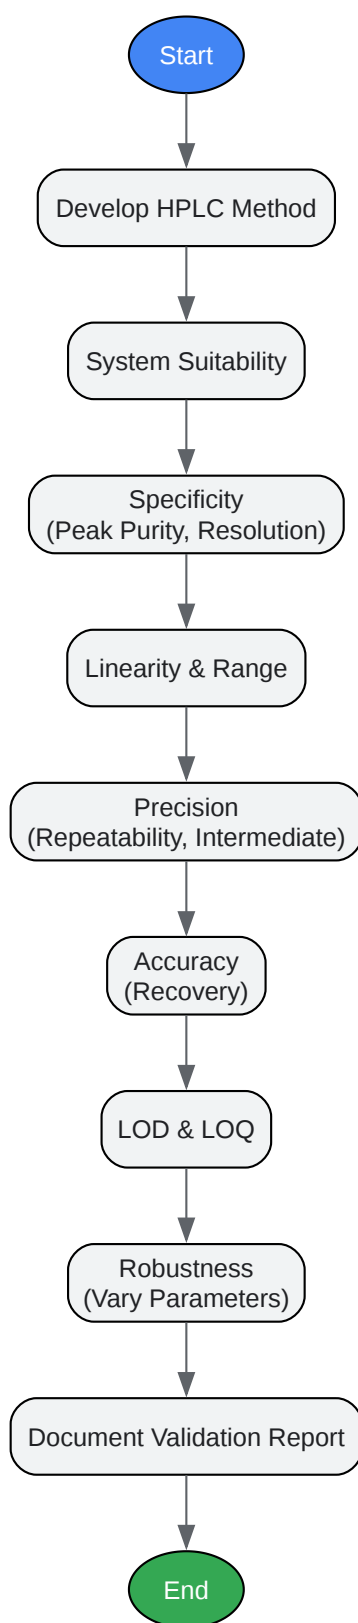 Start
Develop HPLC Method
System Suitability
Specificity
(Peak Purity, Resolution)
Linearity & Range
Precision
(Repeatability, Intermediate)
Accuracy
(Recovery)
LOD & LOQ
Robustness
(Vary Parameters)
Document Validation Report
End